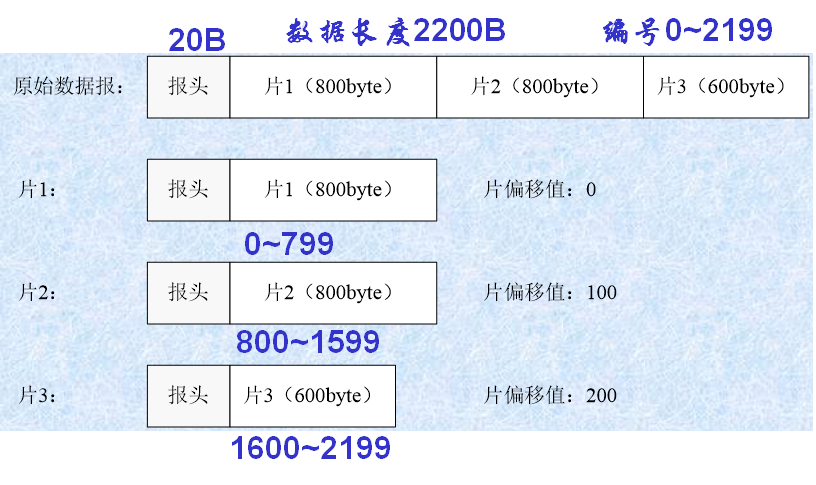 20B 数据长度2200B 编号0~2199
原始数据报： 报头 片1（800byte） 片2（800byte） 片3（600byte）
片1： 报头 片1（800byte） 片偏移值：0
0~799
片2： 报头 片2（800byte） 片偏移值：100
800~1599
片3： 报头 片3（600byte） 片偏移值：200
1600~2199